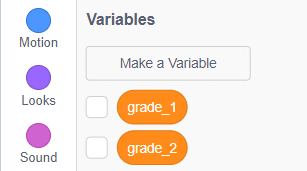 Variables
Motion
Make a Variable
Looks
grade_1
Sound
grade_2